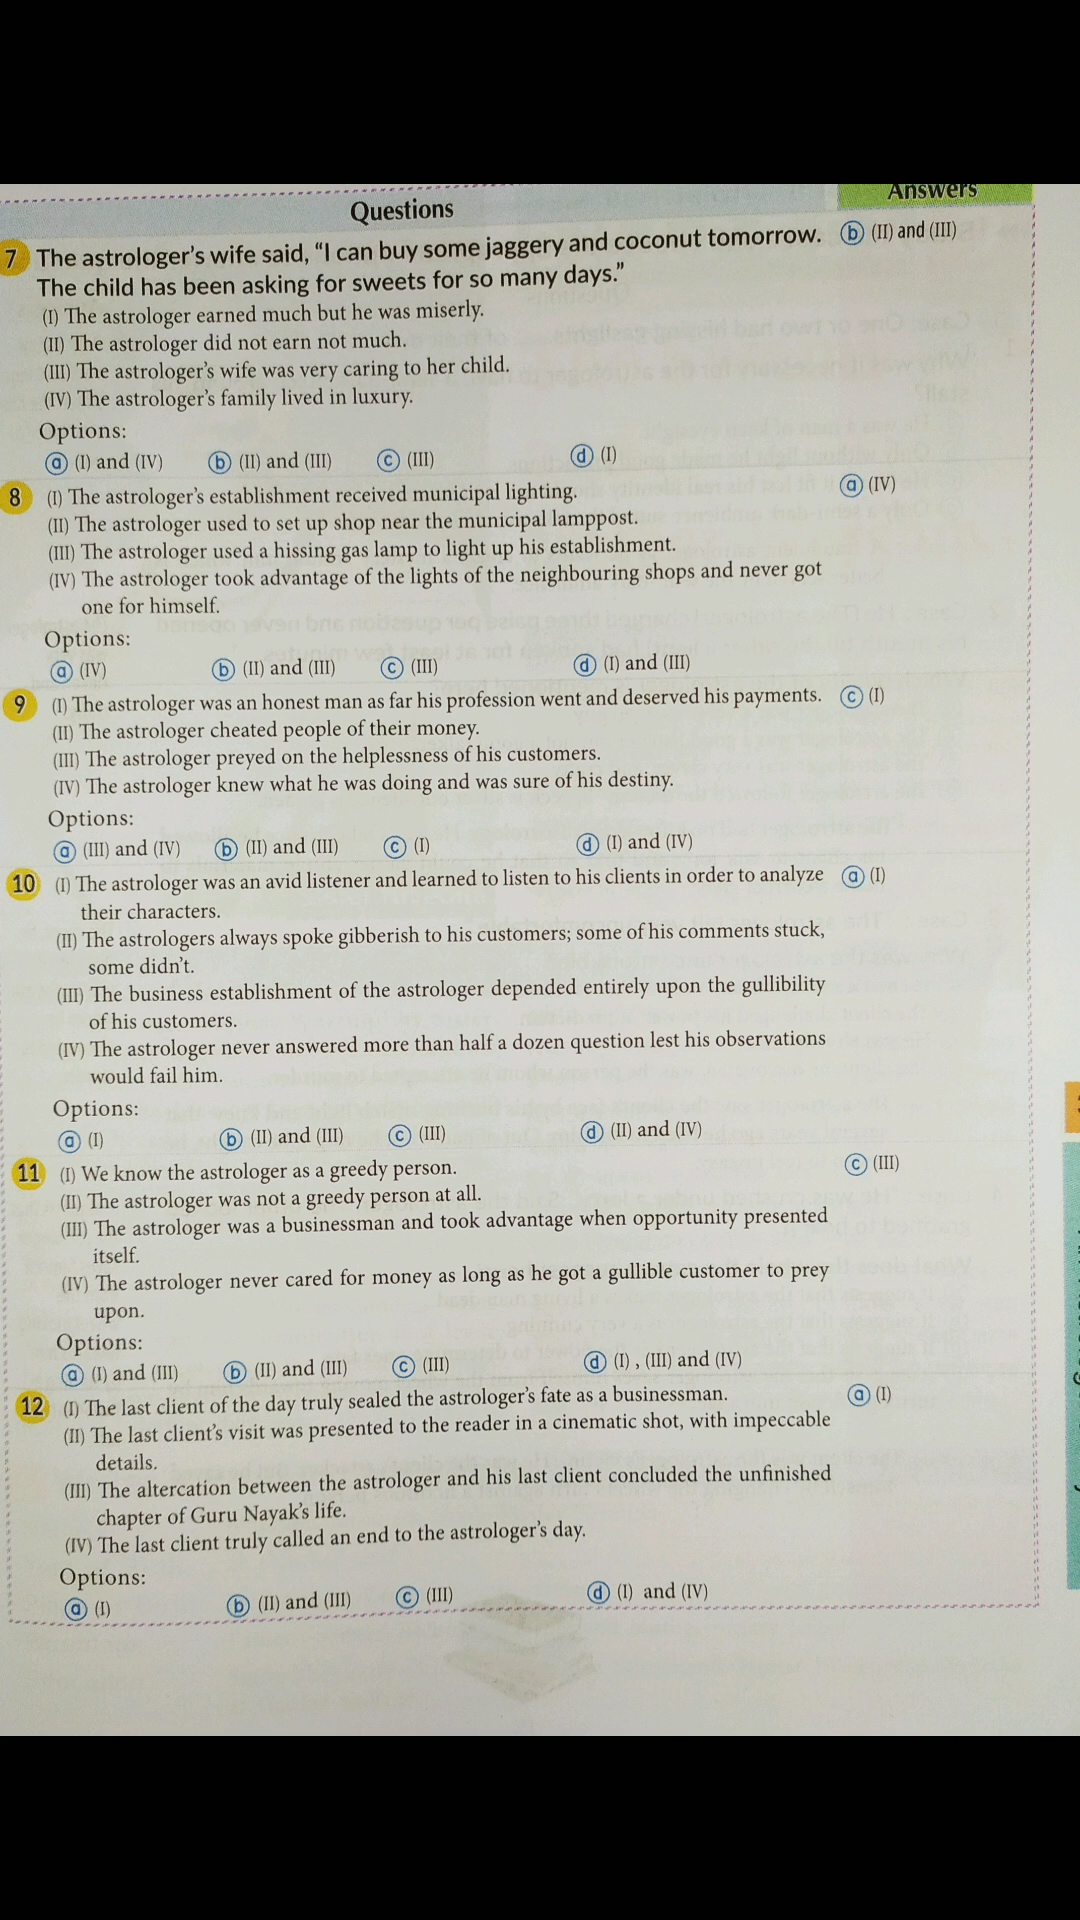 Questions
Answers
7 The astrologer's wife said, "I can buy some jaggery and coconut tomorrow. ⓑ (II) and (III)
The child has been asking for sweets for so many days."
(I) The astrologer earned much but he was miserly.
(II) The astrologer did not earn not much.
(III) The astrologer's wife was very caring to her child.
(IV) The astrologer's family lived in luxury.
Options:
ⓐ (I) and (IV) ⓑ (II) and (III) ⓒ (III) ⓓ (I)
8 (I) The astrologer's establishment received municipal lighting. ⓐ (IV)
(II) The astrologer used to set up shop near the municipal lamppost.
(III) The astrologer used a hissing gas lamp to light up his establishment.
(IV) The astrologer took advantage of the lights of the neighbouring shops and never got
one for himself.
Options:
ⓐ (IV) ⓑ (II) and (III) ⓒ (III) ⓓ (I) and (III)
9 (I) The astrologer was an honest man as far his profession went and deserved his payments. ⓒ (I)
(II) The astrologer cheated people of their money.
(III) The astrologer preyed on the helplessness of his customers.
(IV) The astrologer knew what he was doing and was sure of his destiny.
Options:
ⓐ (III) and (IV) ⓑ (II) and (III) ⓒ (I) ⓓ (I) and (IV)
10 (I) The astrologer was an avid listener and learned to listen to his clients in order to analyze ⓐ (I)
their characters.
(II) The astrologers always spoke gibberish to his customers; some of his comments stuck,
some didn't.
(III) The business establishment of the astrologer depended entirely upon the gullibility
of his customers.
(IV) The astrologer never answered more than half a dozen question lest his observations
would fail him.
Options:
ⓐ (I) ⓑ (II) and (III) ⓒ (III) ⓓ (II) and (IV)
11 (I) We know the astrologer as a greedy person. ⓒ (III)
(II) The astrologer was not a greedy person at all.
(III) The astrologer was a businessman and took advantage when opportunity presented
itself.
(IV) The astrologer never cared for money as long as he got a gullible customer to prey
upon.
Options:
ⓐ (I) and (III) ⓑ (II) and (III) ⓒ (III) ⓓ (I) , (III) and (IV)
12 (I) The last client of the day truly sealed the astrologer's fate as a businessman. ⓐ (I)
(II) The last client's visit was presented to the reader in a cinematic shot, with impeccable
details.
(III) The altercation between the astrologer and his last client concluded the unfinished
chapter of Guru Nayak's life.
(IV) The last client truly called an end to the astrologer's day.
Options:
ⓐ (I) ⓑ (II) and (III) ⓒ (III) ⓓ (I) and (IV)